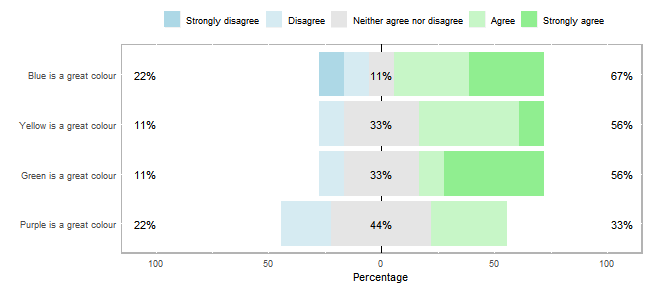 Strongly disagree Disagree Neither agree nor disagree Agree Strongly agree
Blue is a great colour 22% 11% 67%
Yellow is a great colour 11% 33% 56%
Green is a great colour 11% 33% 56%
Purple is a great colour 22% 44% 33%
100 50 0 50 100
Percentage